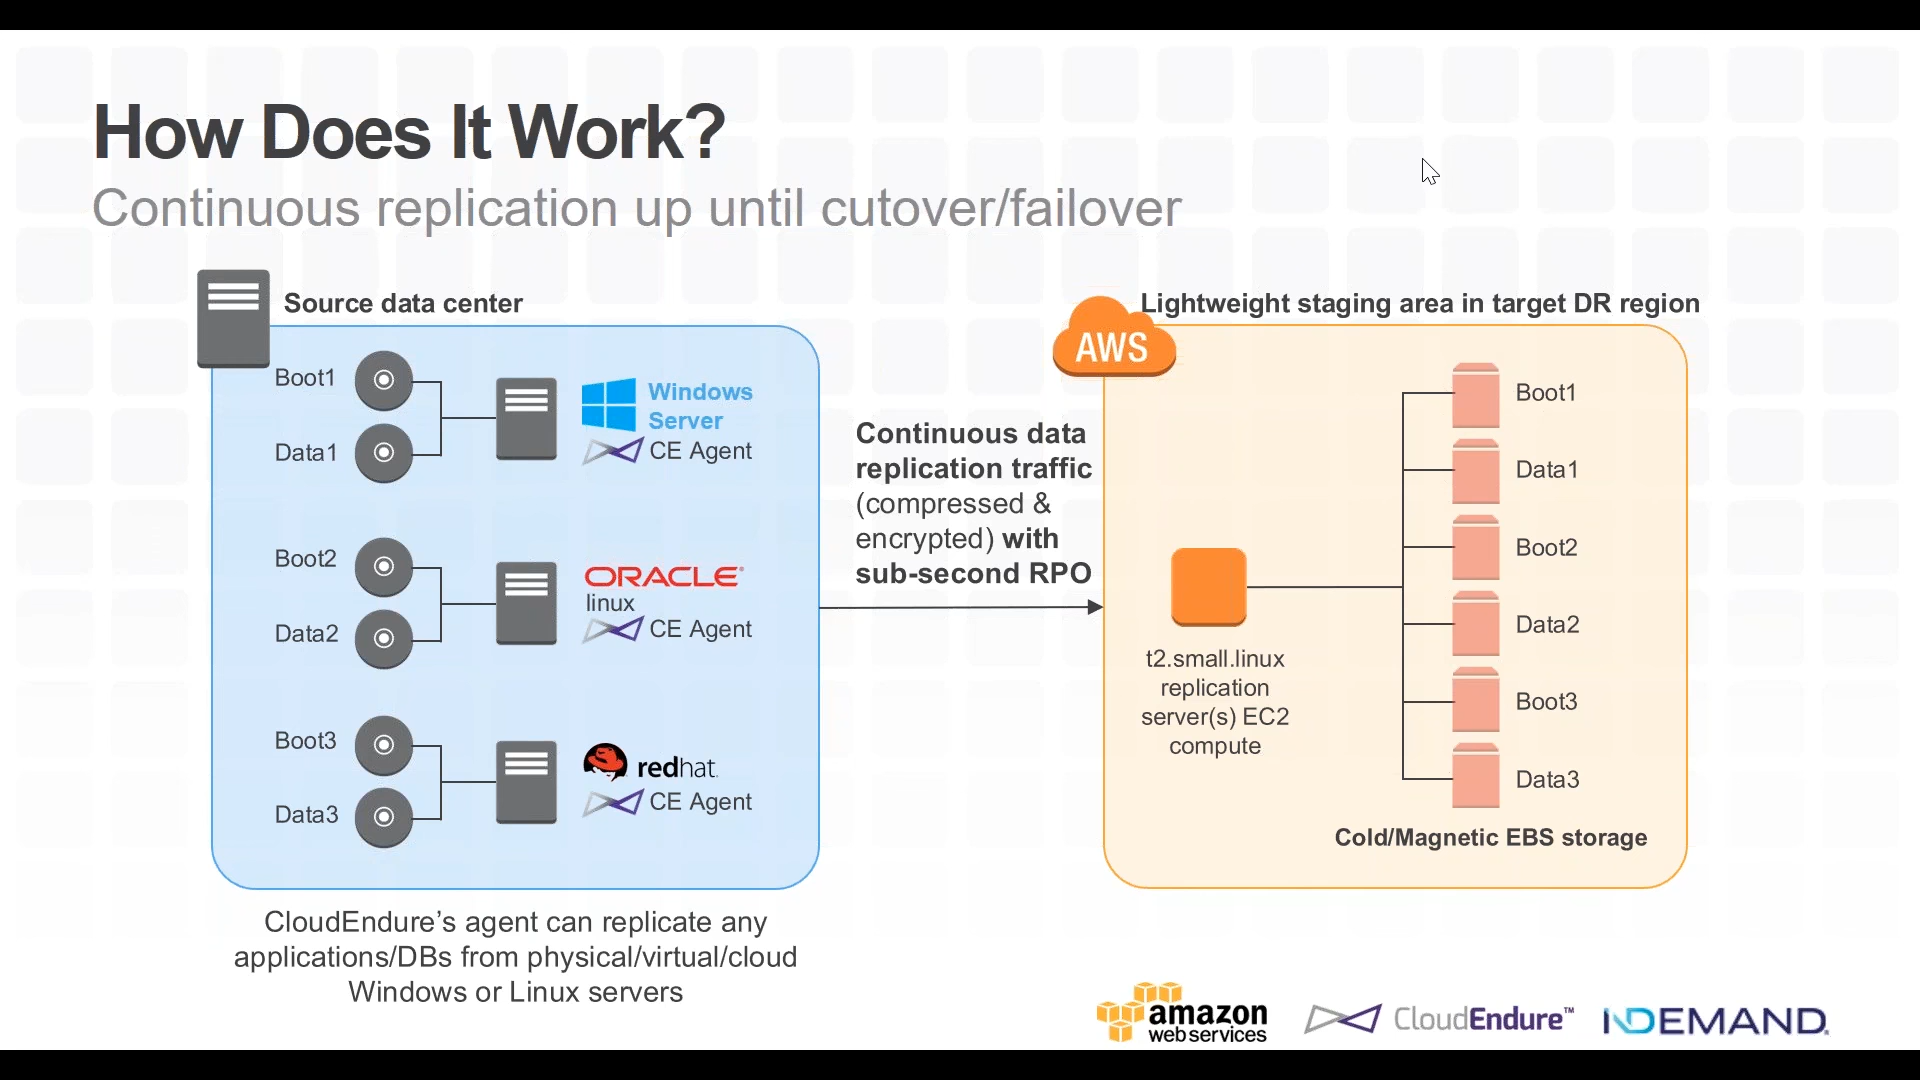 How Does It Work?
Continuous replication up until cutover/failover
Source data center
Boot1
Data1
Windows
Server
CE Agent
Boot2
Data2
ORACLE®
linux
CE Agent
Boot3
Data3
redhat.
CE Agent
CloudEndure’s agent can replicate any
applications/DBs from physical/virtual/cloud
Windows or Linux servers
Continuous data
replication traffic
(compressed &
encrypted) with
sub-second RPO
AWS
Lightweight staging area in target DR region
t2.small.linux
replication
server(s) EC2
compute
Boot1
Data1
Boot2
Data2
Boot3
Data3
Cold/Magnetic EBS storage
amazon
web services
CloudEndure™
INDEMAND®